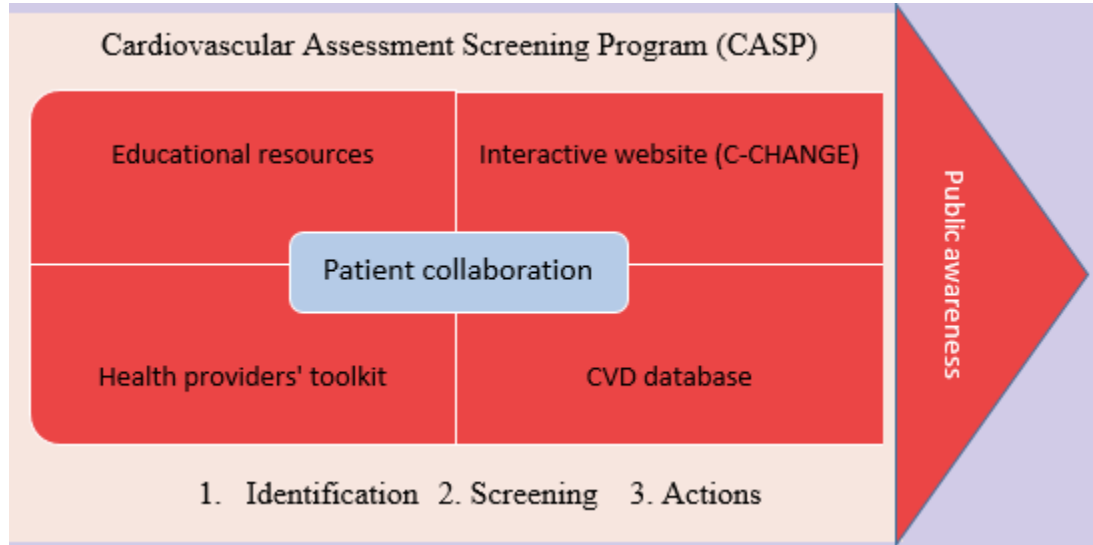 Cardiovascular Assessment Screening Program (CASP)
Educational resources
Interactive website (C-CHANGE)
Patient collaboration
Health providers' toolkit
CVD database
1. Identification 2. Screening 3. Actions
Public awareness